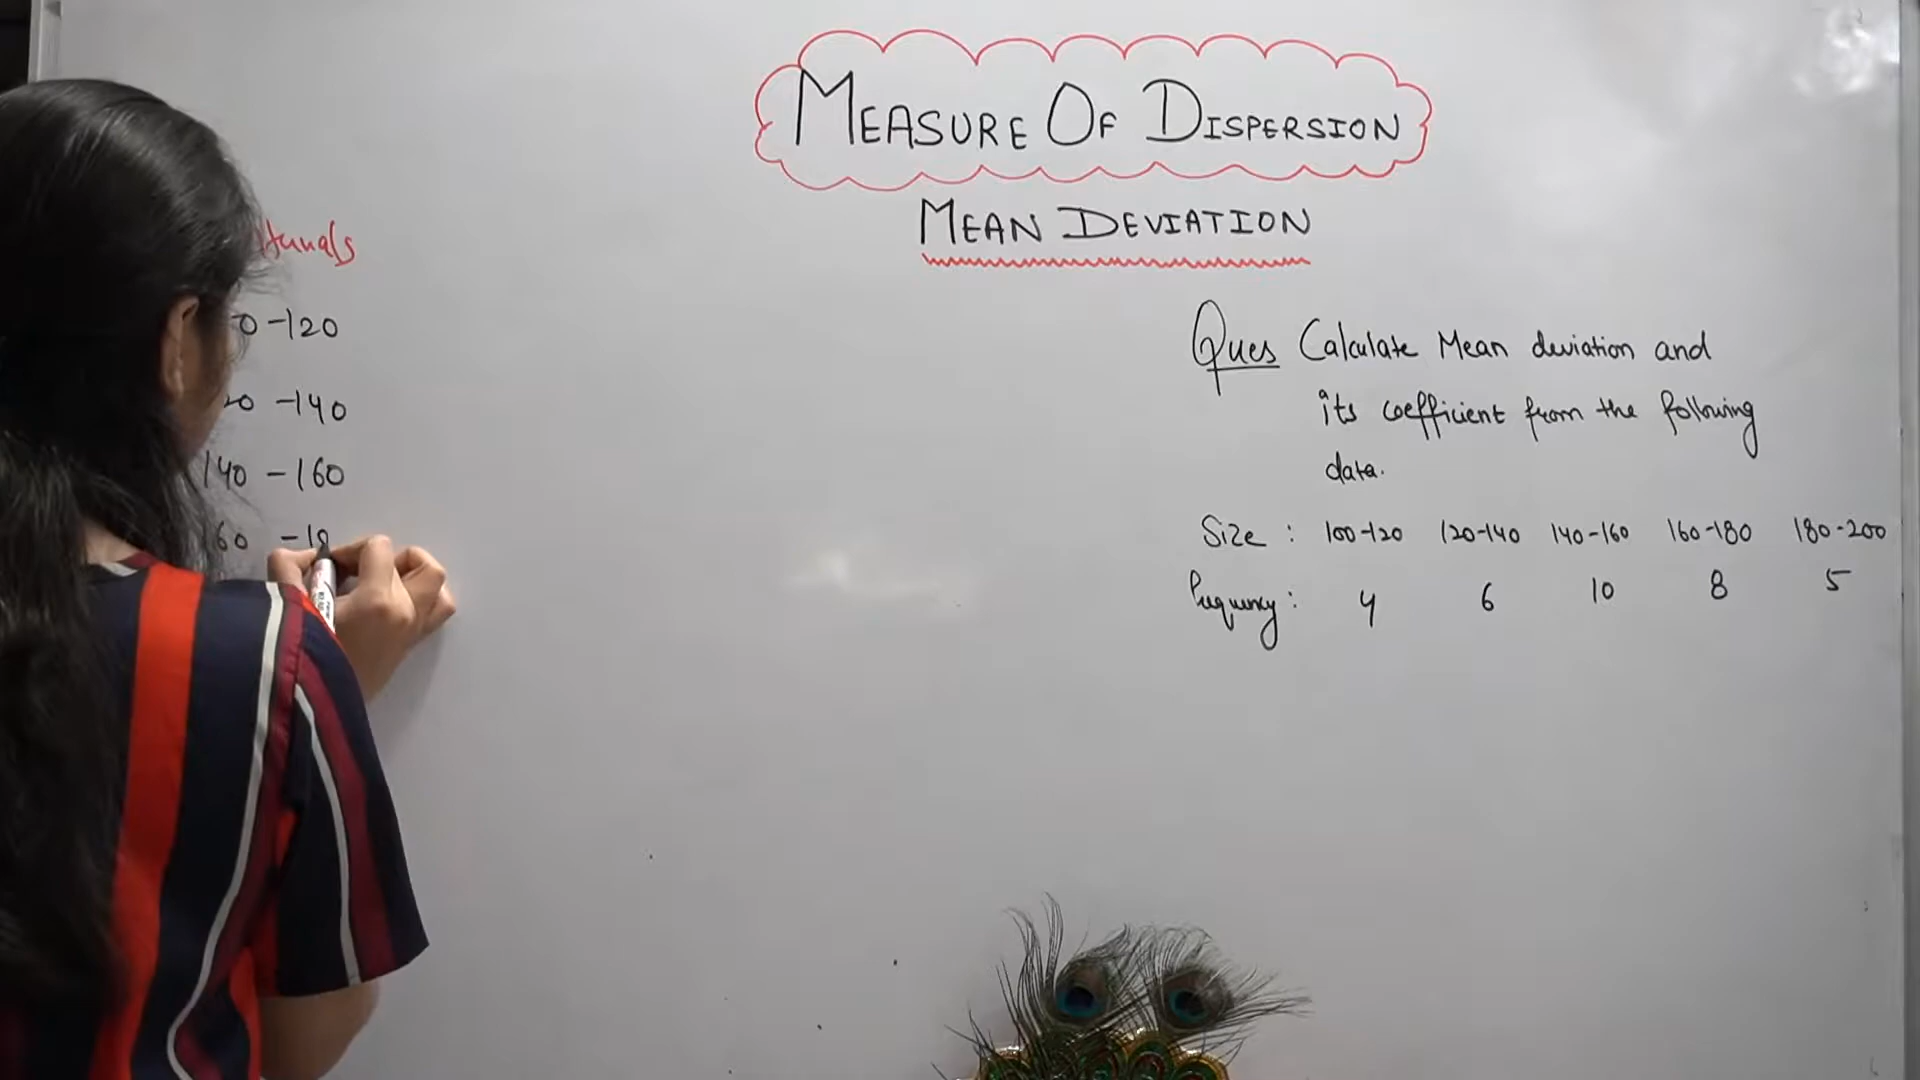 MEASURE OF DISPERSION
MEAN DEVIATION
0-120
-140
140-160
60-18
Ques Calculate Mean deviation and
its coefficient from the following
data.
Size: 100-120 120-140 140-160 160-180 180-200
Frequency: 4 6 10 8 5